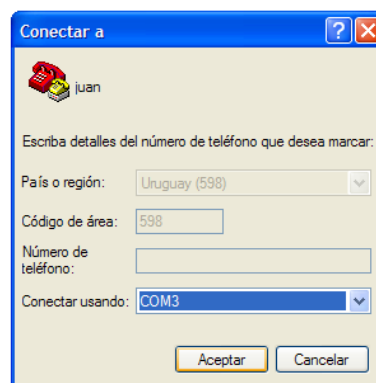 Conectar a
juan
Escriba detalles del número de teléfono que desea marcar:
País o región: Uruguay (598)
Código de área: 598
Número de
teléfono:
Conectar usando: COM3
Aceptar Cancelar